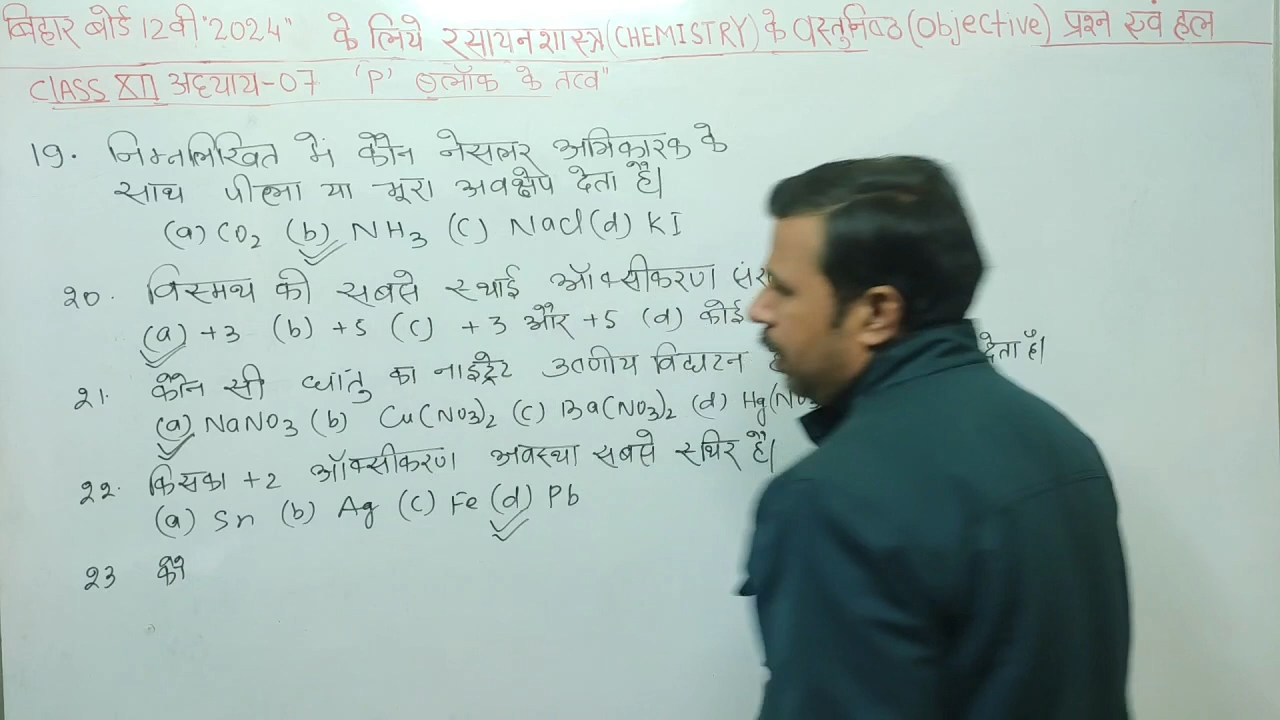 बिहार बोर्ड 12वी "2024" के लिये रसायनशास्त्र (CHEMISTRY) के वस्तुनिष्ठ (Objective) प्रश्न एवं हल
CLASS XII अध्याय-07 'P' ब्लॉक के तत्व"
19. निम्नलिखित में कौन नेसलर अभिकारक के
साथ पीला या भूरा अवक्षेप देता है।
(a) CO2 (b) NH3 (c) NaCl (d) KI
20. विस्मथ की सबसे स्थाई ऑक्सीकरण
(a) +3 (b) +5 (c) +3 और +5 (d) कोई
21. कौन सी धातु का नाइट्रेट उष्णीय विघटन देता है।
(a) NaNO3 (b) Cu(NO3)2 (c) Ba(NO3)2 (d) Hg(NO3
22. किसका +2 ऑक्सीकरण अवस्था सबसे स्थिर है।
(a) Sn (b) Ag (c) Fe (d) Pb
23 कौ